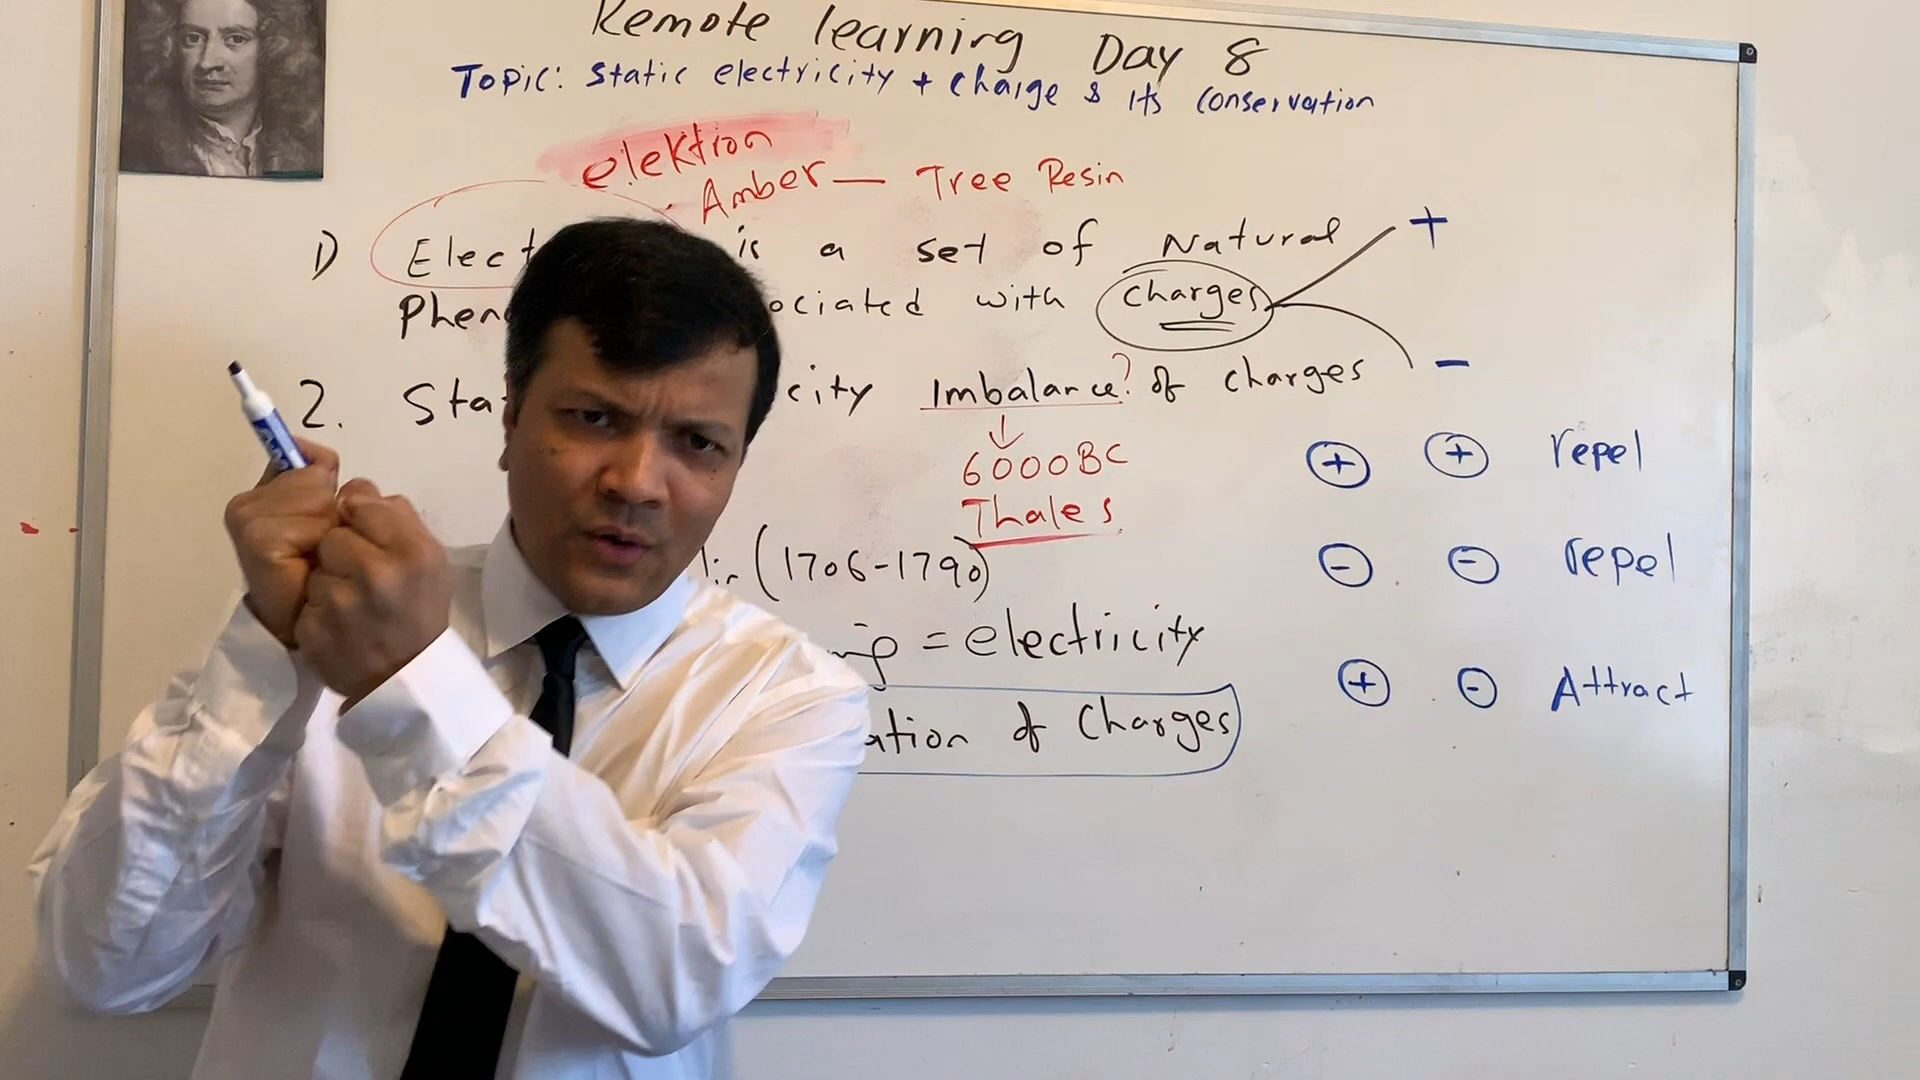 Remote learning Day 8
Topic: Static electricity + Charge & Its Conservation
elektron
Amber — Tree Resin
1) Elect is a set of Natural +
Phen ociated with Charges
2. Sta city Imbalance? of charges -
6000BC
+ + repel
Thales
(1706-1790)
- - repel
= electricity
+ - Attract
ation of Charges